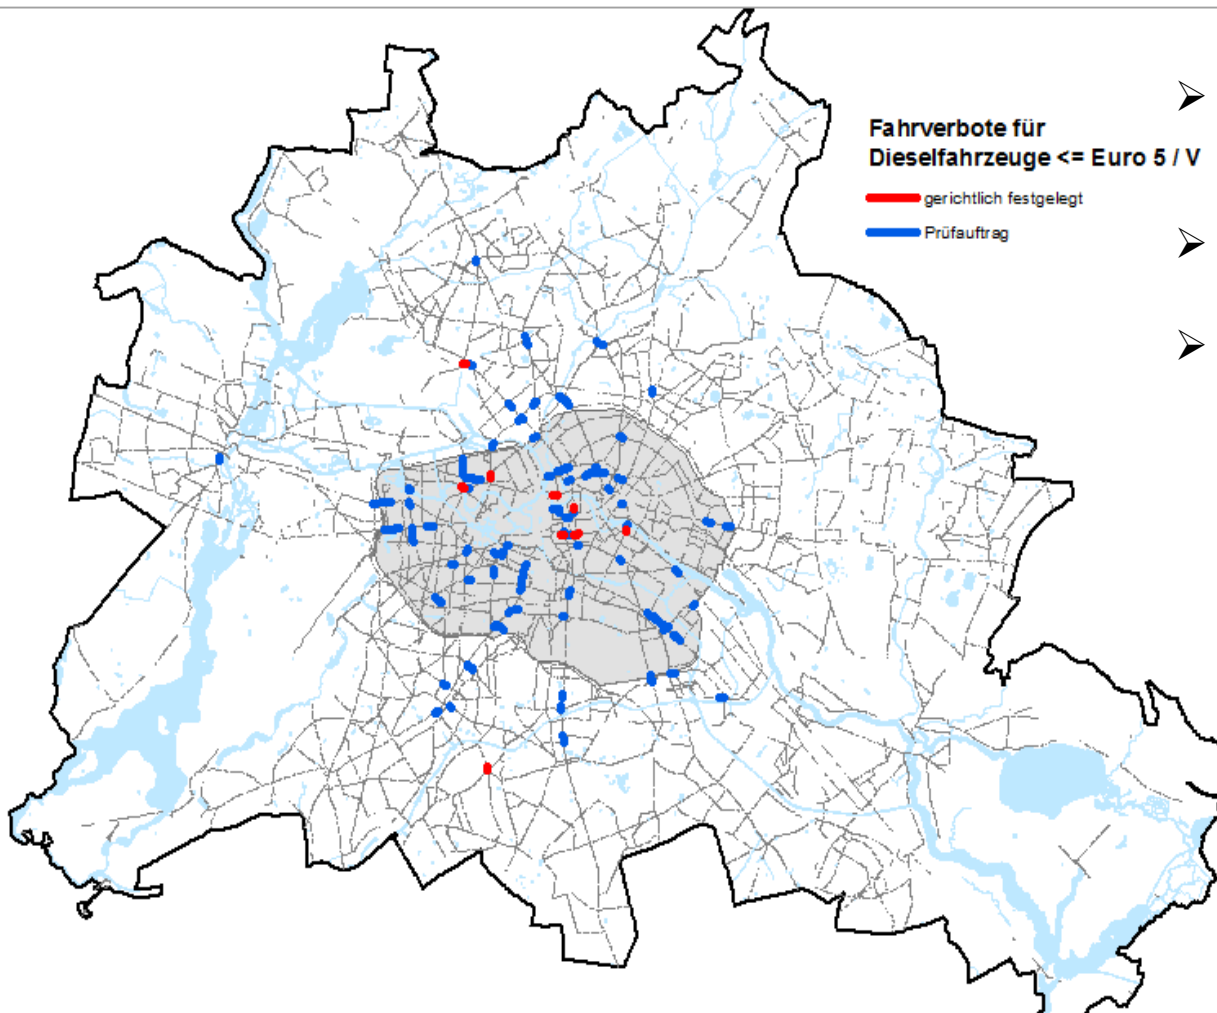 Fahrverbote für
Dieselfahrzeuge <= Euro 5 / V
gerichtlich festgelegt
Prüfauftrag